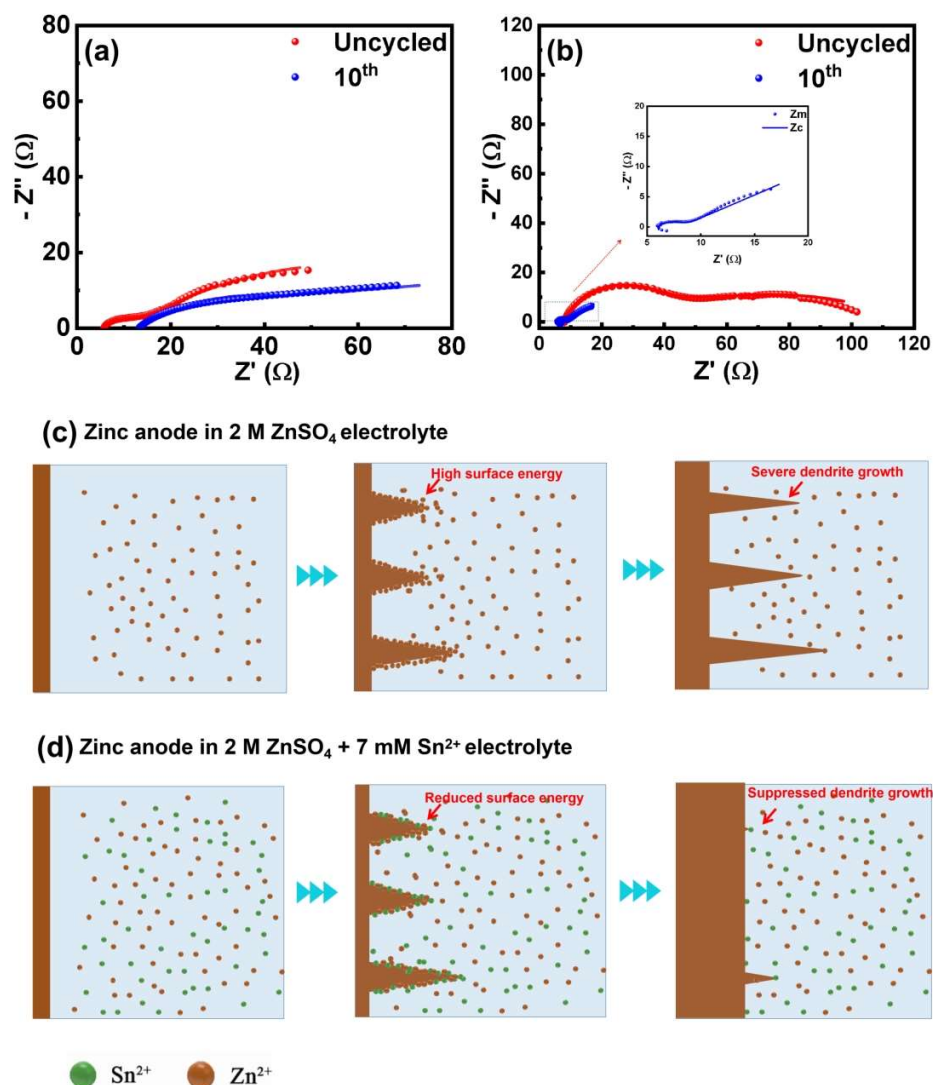 (a)
Uncycled
10th
80
60
40
20
0
- Z'' (Ω)
0 20 40 60 80
Z' (Ω)
(b)
Uncycled
10th
120
100
80
60
40
20
0
- Z'' (Ω)
0 20 40 60 80 100 120
Z' (Ω)
Zm
Zc
20
15
10
5
0
- Z'' (Ω)
5 10 15 20
Z' (Ω)
(c) Zinc anode in 2 M ZnSO4 electrolyte
High surface energy
Severe dendrite growth
(d) Zinc anode in 2 M ZnSO4 + 7 mM Sn2+ electrolyte
Reduced surface energy
Suppressed dendrite growth
Sn2+ Zn2+